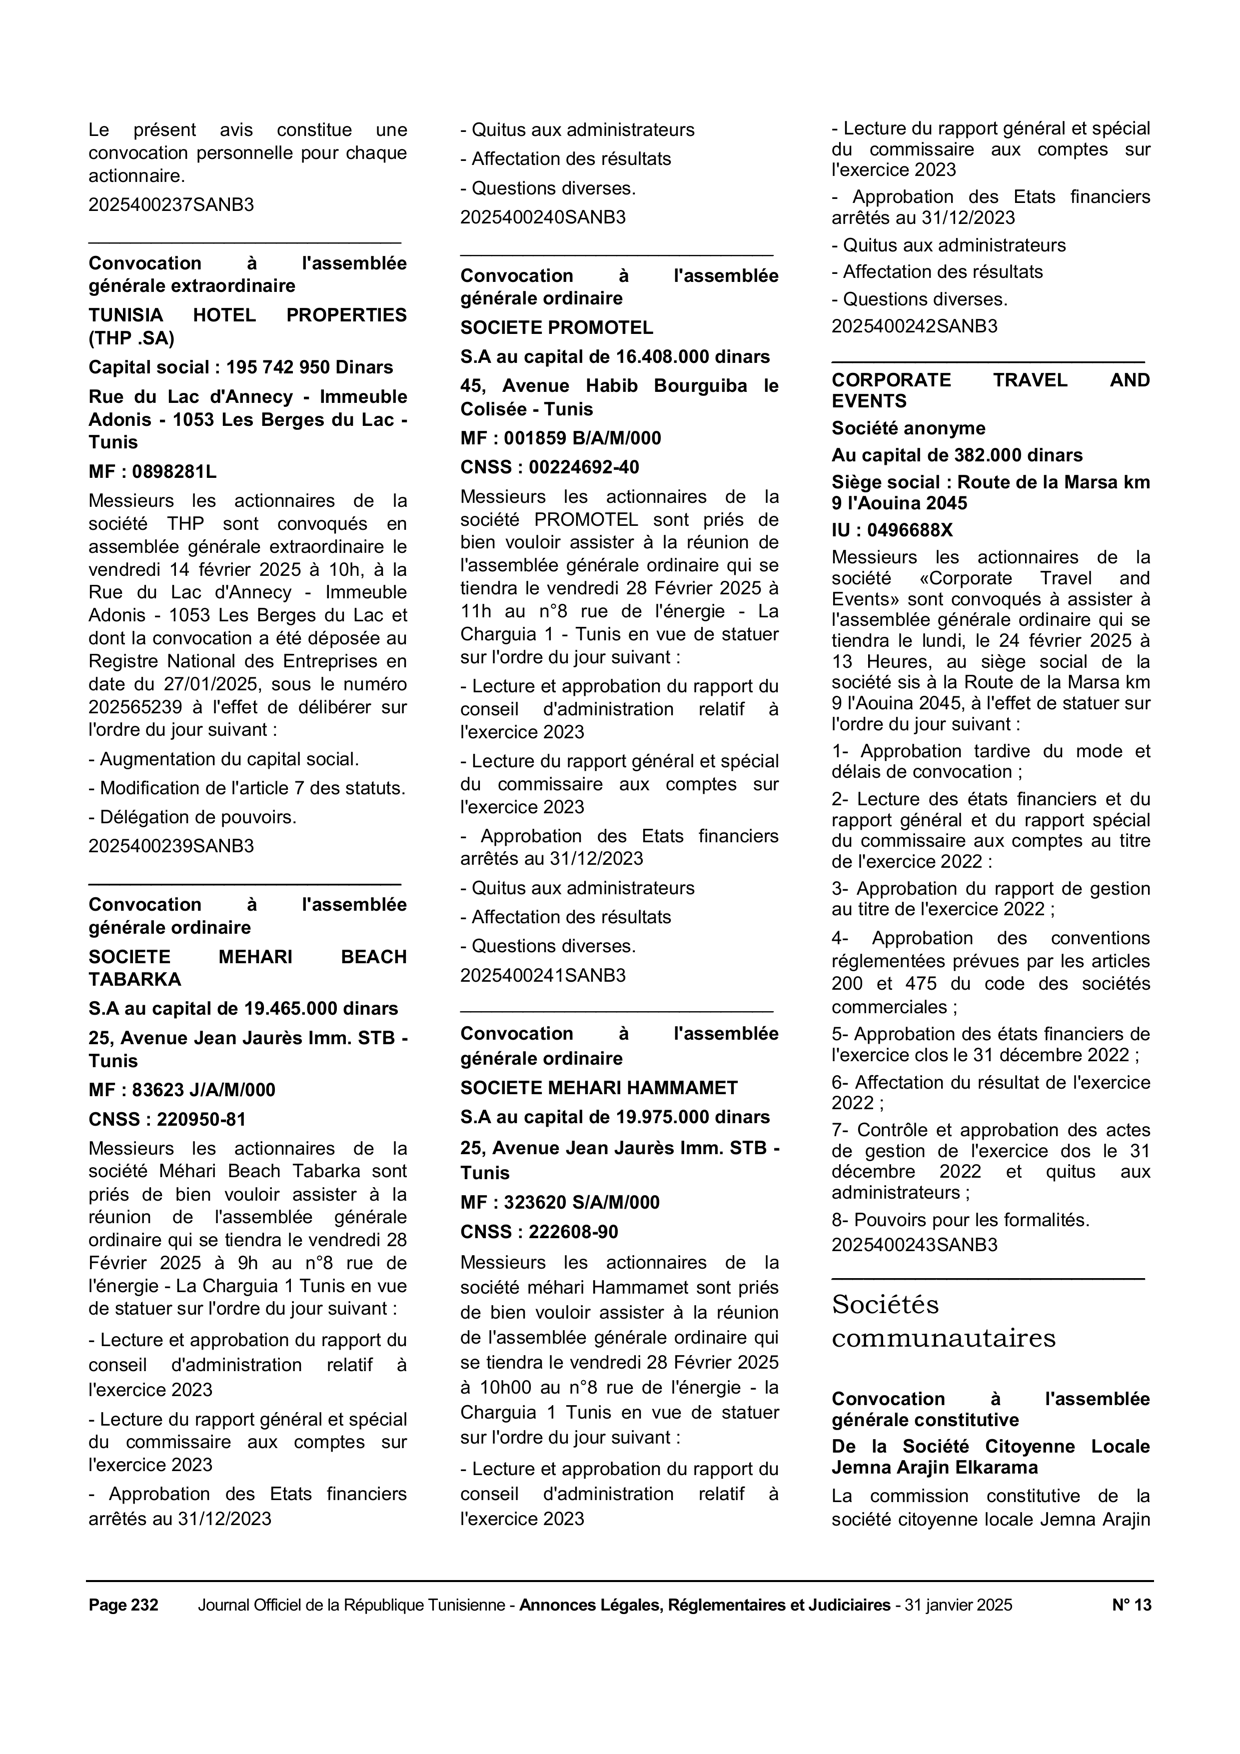 Le présent avis constitue une
convocation personnelle pour chaque
actionnaire.
2025400237SANB3
Convocation à l'assemblée
générale extraordinaire
TUNISIA HOTEL PROPERTIES
(THP .SA)
Capital social : 195 742 950 Dinars
Rue du Lac d'Annecy - Immeuble
Adonis - 1053 Les Berges du Lac -
Tunis
MF : 0898281L
Messieurs les actionnaires de la
société THP sont convoqués en
assemblée générale extraordinaire le
vendredi 14 février 2025 à 10h, à la
Rue du Lac d'Annecy - Immeuble
Adonis - 1053 Les Berges du Lac et
dont la convocation a été déposée au
Registre National des Entreprises en
date du 27/01/2025, sous le numéro
202565239 à l'effet de délibérer sur
l'ordre du jour suivant :
- Augmentation du capital social.
- Modification de l'article 7 des statuts.
- Délégation de pouvoirs.
2025400239SANB3
Convocation à l'assemblée
générale ordinaire
SOCIETE MEHARI BEACH
TABARKA
S.A au capital de 19.465.000 dinars
25, Avenue Jean Jaurès Imm. STB -
Tunis
MF : 83623 J/A/M/000
CNSS : 220950-81
Messieurs les actionnaires de la
société Méhari Beach Tabarka sont
priés de bien vouloir assister à la
réunion de l'assemblée générale
ordinaire qui se tiendra le vendredi 28
Février 2025 à 9h au n°8 rue de
l'énergie - La Charguia 1 Tunis en vue
de statuer sur l'ordre du jour suivant :
- Lecture et approbation du rapport du
conseil d'administration relatif à
l'exercice 2023
- Lecture du rapport général et spécial
du commissaire aux comptes sur
l'exercice 2023
- Approbation des Etats financiers
arrêtés au 31/12/2023
- Quitus aux administrateurs
- Affectation des résultats
- Questions diverses.
2025400240SANB3
Convocation à l'assemblée
générale ordinaire
SOCIETE PROMOTEL
S.A au capital de 16.408.000 dinars
45, Avenue Habib Bourguiba le
Colisée - Tunis
MF : 001859 B/A/M/000
CNSS : 00224692-40
Messieurs les actionnaires de la
société PROMOTEL sont priés de
bien vouloir assister à la réunion de
l'assemblée générale ordinaire qui se
tiendra le vendredi 28 Février 2025 à
11h au n°8 rue de l'énergie - La
Charguia 1 - Tunis en vue de statuer
sur l'ordre du jour suivant :
- Lecture et approbation du rapport du
conseil d'administration relatif à
l'exercice 2023
- Lecture du rapport général et spécial
du commissaire aux comptes sur
l'exercice 2023
- Approbation des Etats financiers
arrêtés au 31/12/2023
- Quitus aux administrateurs
- Affectation des résultats
- Questions diverses.
2025400241SANB3
Convocation à l'assemblée
générale ordinaire
SOCIETE MEHARI HAMMAMET
S.A au capital de 19.975.000 dinars
25, Avenue Jean Jaurès Imm. STB -
Tunis
MF : 323620 S/A/M/000
CNSS : 222608-90
Messieurs les actionnaires de la
société méhari Hammamet sont priés
de bien vouloir assister à la réunion
de l'assemblée générale ordinaire qui
se tiendra le vendredi 28 Février 2025
à 10h00 au n°8 rue de l'énergie - la
Charguia 1 Tunis en vue de statuer
sur l'ordre du jour suivant :
- Lecture et approbation du rapport du
conseil d'administration relatif à
l'exercice 2023
- Lecture du rapport général et spécial
du commissaire aux comptes sur
l'exercice 2023
- Approbation des Etats financiers
arrêtés au 31/12/2023
- Quitus aux administrateurs
- Affectation des résultats
- Questions diverses.
2025400242SANB3
CORPORATE TRAVEL AND
EVENTS
Société anonyme
Au capital de 382.000 dinars
Siège social : Route de la Marsa km
9 l'Aouina 2045
IU : 0496688X
Messieurs les actionnaires de la
société «Corporate Travel and
Events» sont convoqués à assister à
l'assemblée générale ordinaire qui se
tiendra le lundi, le 24 février 2025 à
13 Heures, au siège social de la
société sis à la Route de la Marsa km
9 l'Aouina 2045, à l'effet de statuer sur
l'ordre du jour suivant :
1- Approbation tardive du mode et
délais de convocation ;
2- Lecture des états financiers et du
rapport général et du rapport spécial
du commissaire aux comptes au titre
de l'exercice 2022 :
3- Approbation du rapport de gestion
au titre de l'exercice 2022 ;
4- Approbation des conventions
réglementées prévues par les articles
200 et 475 du code des sociétés
commerciales ;
5- Approbation des états financiers de
l'exercice clos le 31 décembre 2022 ;
6- Affectation du résultat de l'exercice
2022 ;
7- Contrôle et approbation des actes
de gestion de l'exercice dos le 31
décembre 2022 et quitus aux
administrateurs ;
8- Pouvoirs pour les formalités.
2025400243SANB3
Sociétés
communautaires
Convocation à l'assemblée
générale constitutive
De la Société Citoyenne Locale
Jemna Arajin Elkarama
La commission constitutive de la
société citoyenne locale Jemna Arajin
Page 232 Journal Officiel de la République Tunisienne - Annonces Légales, Réglementaires et Judiciaires - 31 janvier 2025 N° 13